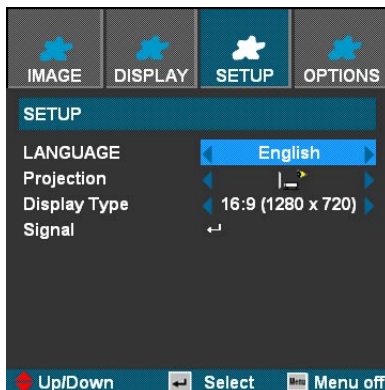 IMAGE DISPLAY SETUP OPTIONS
SETUP
LANGUAGE English
Projection
Display Type 16:9 (1280 x 720)
Signal
Up/Down Select Menu Menu off